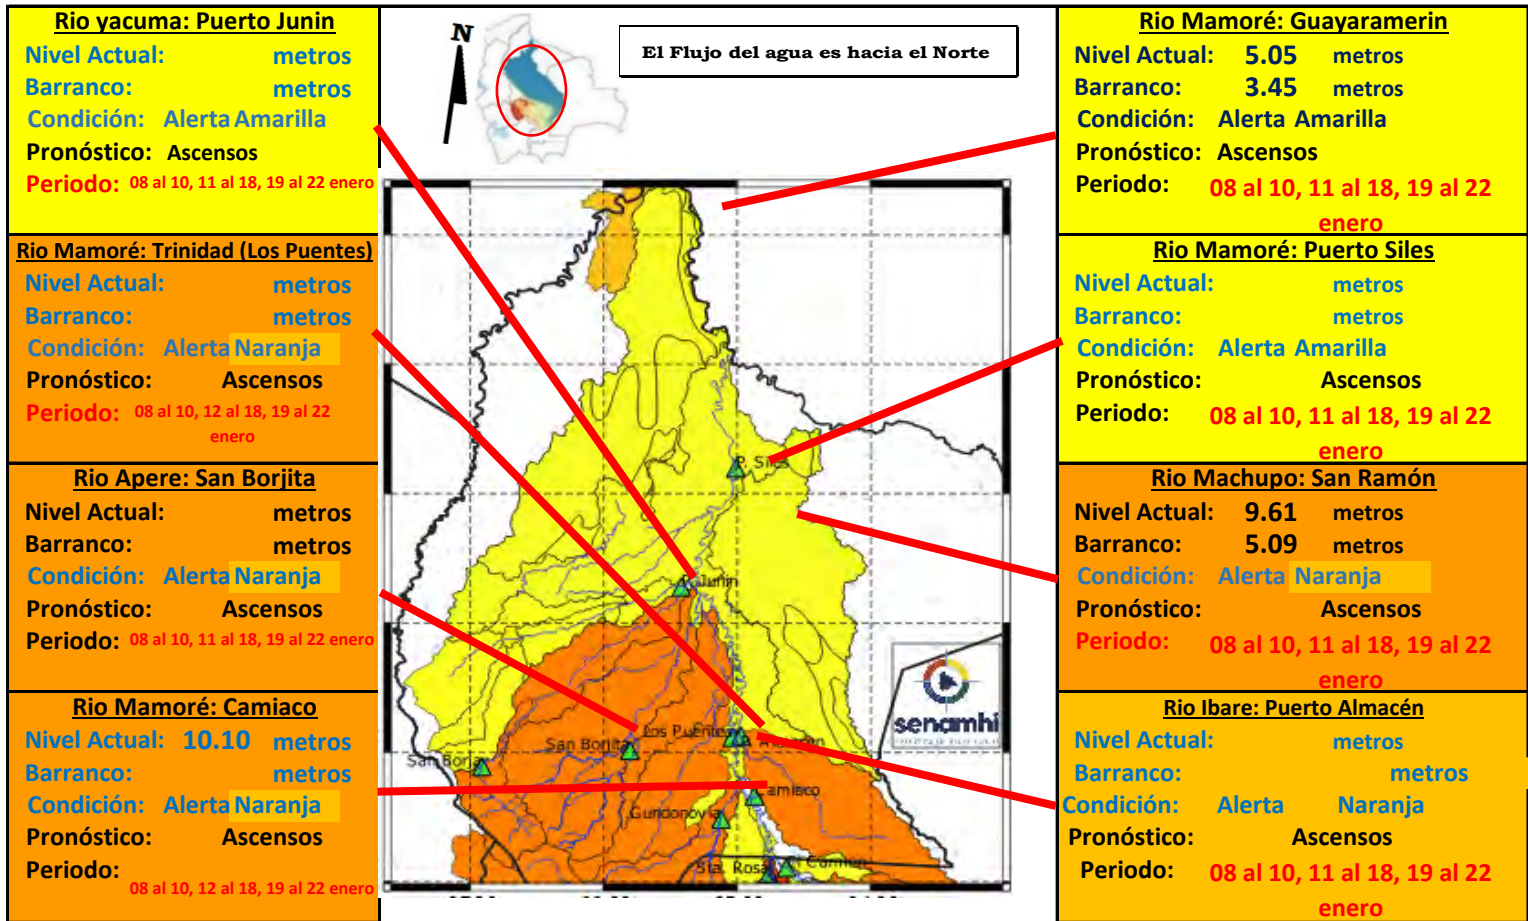 Rio yacuma: Puerto Junin
Nivel Actual: metros
Barranco: metros
Condición: Alerta Amarilla
Pronóstico: Ascensos
Periodo: 08 al 10, 11 al 18, 19 al 22 enero
Rio Mamoré: Trinidad (Los Puentes)
Nivel Actual: metros
Barranco: metros
Condición: Alerta Naranja
Pronóstico: Ascensos
Periodo: 08 al 10, 12 al 18, 19 al 22
enero
Rio Apere: San Borjita
Nivel Actual: metros
Barranco: metros
Condición: Alerta Naranja
Pronóstico: Ascensos
Periodo: 08 al 10, 11 al 18, 19 al 22 enero
Rio Mamoré: Camiaco
Nivel Actual: 10.10 metros
Barranco: metros
Condición: Alerta Naranja
Pronóstico: Ascensos
Periodo:
08 al 10, 12 al 18, 19 al 22 enero
N
El Flujo del agua es hacia el Norte
P. Siles
Junin
Los Puentes
San Borjita
San Borja
Camiaco
Gundonovia
Sta. Rosa
El Carmen
senamhi
Rio Mamoré: Guayaramerin
Nivel Actual: 5.05 metros
Barranco: 3.45 metros
Condición: Alerta Amarilla
Pronóstico: Ascensos
Periodo: 08 al 10, 11 al 18, 19 al 22
enero
Rio Mamoré: Puerto Siles
Nivel Actual: metros
Barranco: metros
Condición: Alerta Amarilla
Pronóstico: Ascensos
Periodo: 08 al 10, 11 al 18, 19 al 22
enero
Rio Machupo: San Ramón
Nivel Actual: 9.61 metros
Barranco: 5.09 metros
Condición: Alerta Naranja
Pronóstico: Ascensos
Periodo: 08 al 10, 11 al 18, 19 al 22
enero
Rio Ibare: Puerto Almacén
Nivel Actual: metros
Barranco: metros
Condición: Alerta Naranja
Pronóstico: Ascensos
Periodo: 08 al 10, 11 al 18, 19 al 22
enero